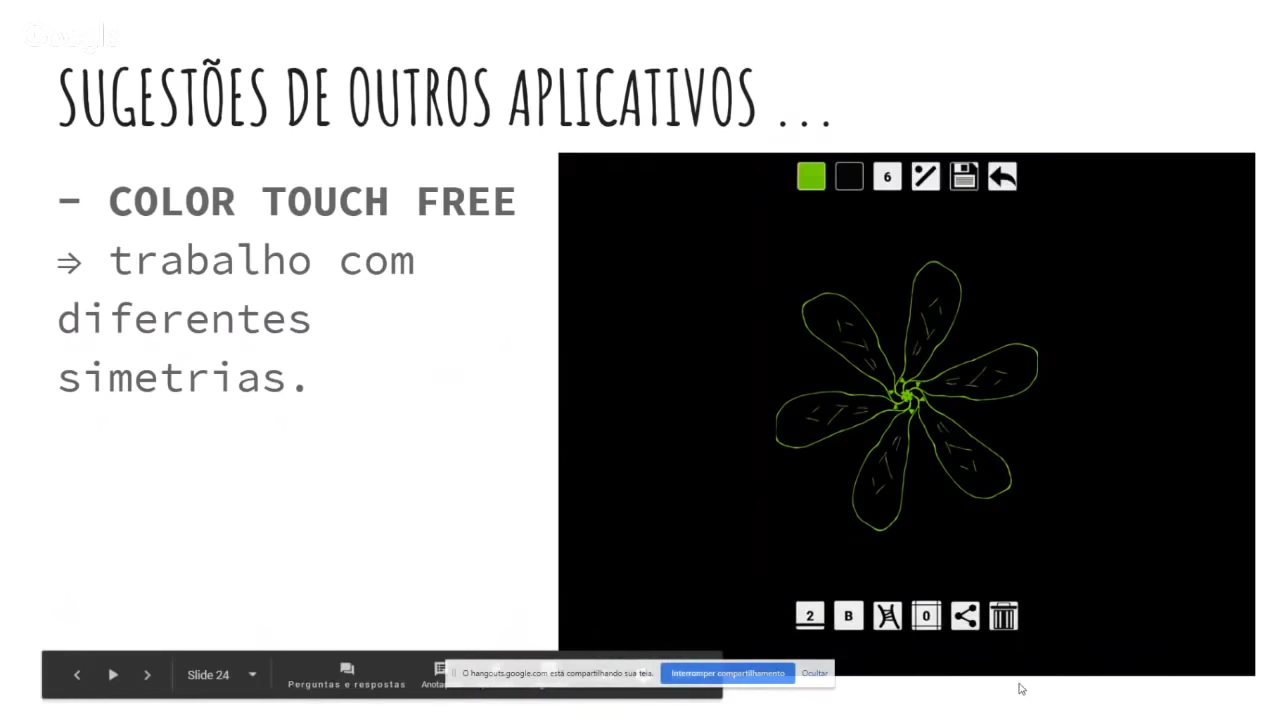 Google
SUGESTÕES DE OUTROS APLICATIVOS ...
- COLOR TOUCH FREE
⇒ trabalho com
diferentes
simetrias.
6
2 B 0
Slide 24
Perguntas e respostas
O hangouts.google.com está compartilhando sua tela.
Interromper compartilhamento
Ocultar